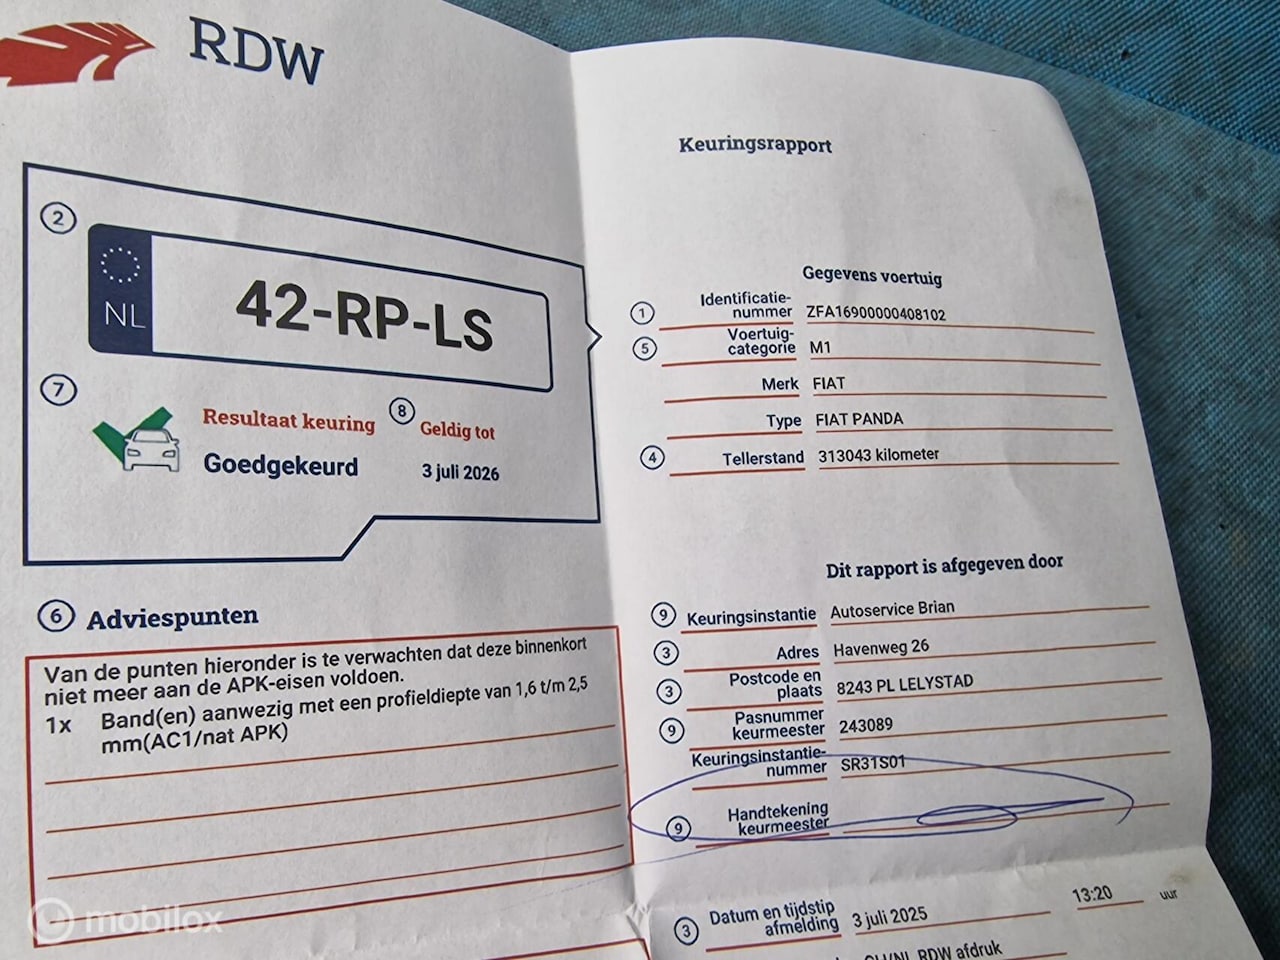 RDW
Keuringsrapport
2
NL
42-RP-LS
7
Resultaat keuring
Goedgekeurd
8
Geldig tot
3 juli 2026
6 Adviespunten
Van de punten hieronder is te verwachten dat deze binnenkort
niet meer aan de APK-eisen voldoen.
1x Band(en) aanwezig met een profieldiepte van 1,6 t/m 2,5
mm(AC1/nat APK)
Gegevens voertuig
1 Identificatie-
nummer ZFA16900000408102
5 Voertuig-
categorie M1
Merk FIAT
Type FIAT PANDA
4 Tellerstand 313043 kilometer
Dit rapport is afgegeven door
9 Keuringsinstantie Autoservice Brian
3 Adres Havenweg 26
3 Postcode en
plaats 8243 PL LELYSTAD
9 Pasnummer
keurmeester 243089
Keuringsinstantie-
nummer SR31S01
9 Handtekening
keurmeester
3 Datum en tijdstip
afmelding 3 juli 2025 13:20 uur
RDW afdruk
mobilox